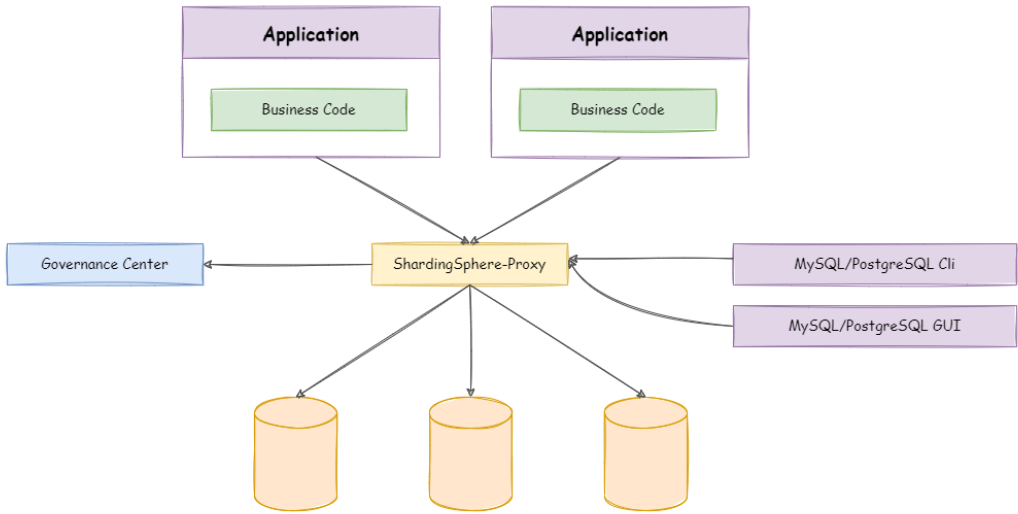 Application
Application
Business Code
Business Code
Governance Center
ShardingSphere-Proxy
MySQL/PostgreSQL Cli
MySQL/PostgreSQL GUI